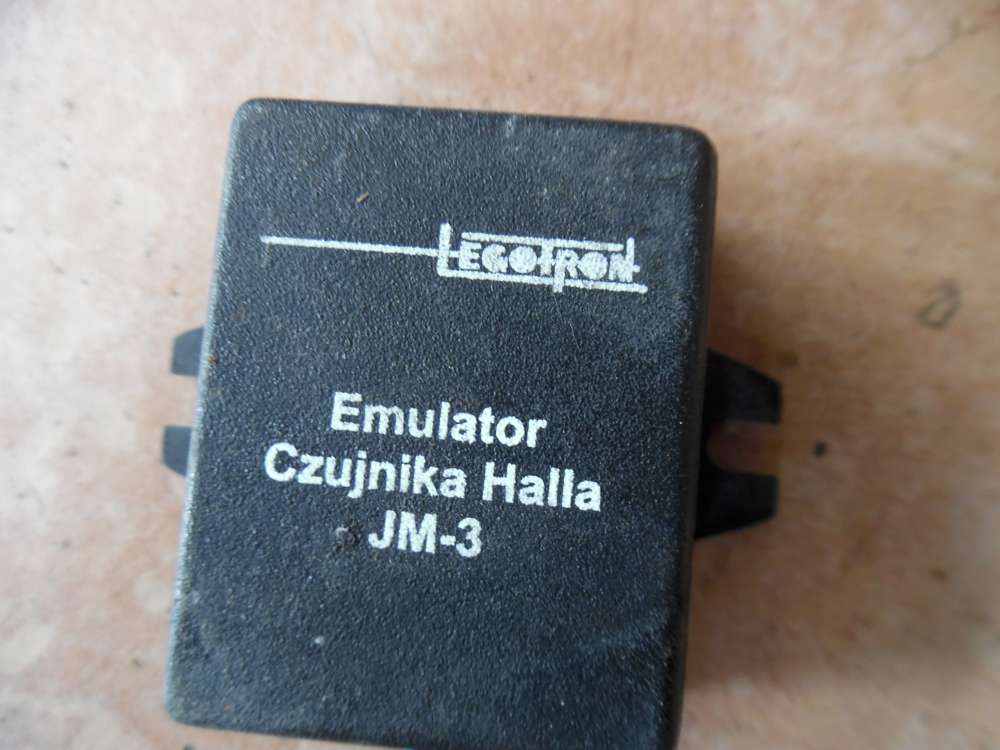 LEGOTRON
Emulator
Czujnika Halla
JM-3